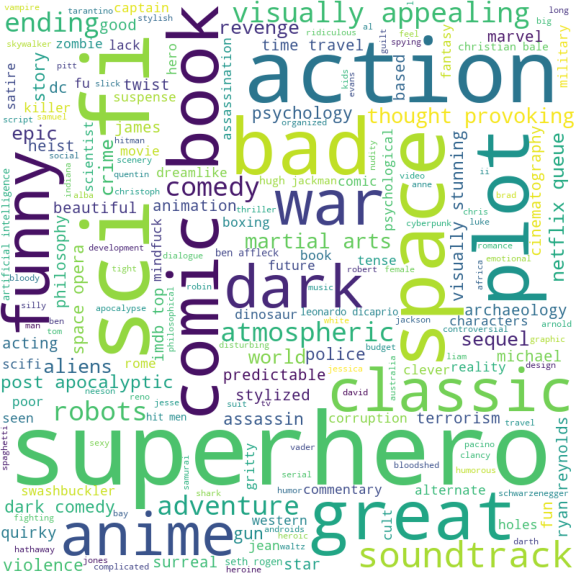 vampire
tarantino
captain
stylish
ending
good
skywalker
zombie
lack
pitt
slick
fu
twist
story
dc
satire
killer
suspense
script
samuel
james
epic
hitman
movie
heist
social
scenery
organized
scientist
crime
quentin
dreamlike
indiana
alba
christoph
comedy
beautiful
animation
artificial intelligence
funny
sci
fi
comic
book
hero
revenge
time travel
assassination
psychology
visually appealing
al
long
big
ridiculous
feel
spying
guilt
marvel
christian bale
based
fantasy
military
action
kids
evans
thought provoking
bad
nudity
psychological
video
ii
anne
brad
visually stunning
cinematography
netflix queue
hugh jackman
comic
thriller
cyberpunk
chris
luke
romance
emotional
africa
space
plot
war
boxing
book
ben affleck
martial arts
tense
future
robert
female
dinosaur
leonardo dicaprio
music
archaeology
dark
atmospheric
white
jackson
controversial
arnold
characters
development
dialogue
mindfuck
tight
philosophy
space opera
bloody
silly
man
ben
tom
apocalypse
philosophical
robin
imdb top
acting
scifi
aliens
rome
world
police
disturbing
budget
liam
graphic
sequel
michael
clever
reality
design
post apocalyptic
predictable
jessica
david
australia
classic
poor
neeson
reno
jesse
stylized
seen
robots
hit men
suit
tv
assassin
corruption
terrorism
travel
spaghetti
superhero
ryan reynolds
sexy
samurai
vader
gritty
serial
bloodshed
pacino
clancy
humorous
schwarzenegger
swashbuckler
shark
humor
commentary
alternate
dark comedy
adventure
great
holes
fun
fighting
bay
androids
western
heroic
cult
darth
quirky
anime
gun
jean
waltz
hathaway
jones
complicated
heroine
violence
surreal
seth rogen
star
soundtrack